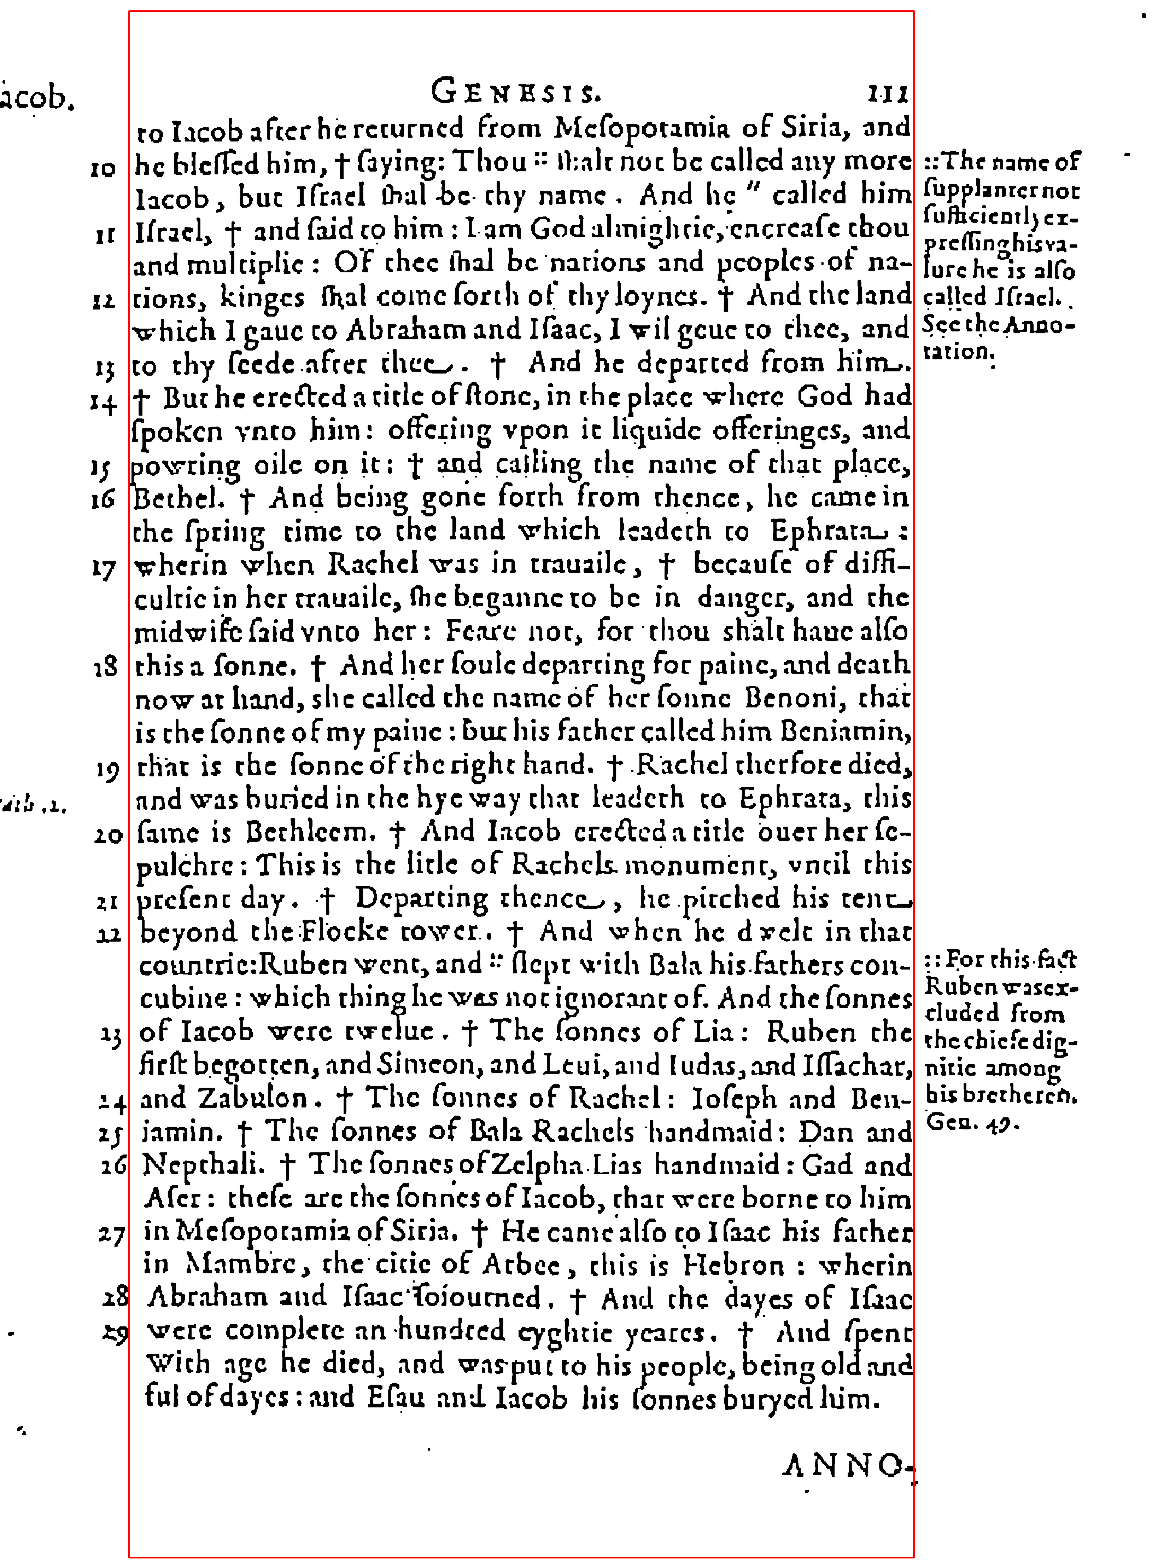 acob.
GENESIS. 111
to Iacob after he returned from Meſopotamia of Siria, and
10 he bleſſed him, † ſaying: Thou :: ſhalt not be called any more
Iacob, but Iſrael ſhal be thy name. And he " called him
11 Iſrael, † and ſaid to him: I am God almightie, encreaſe thou
and multiplie: Of thee ſhal be nations and peoples of na-
12 tions, kinges ſhal come forth of thy loynes. † And the land
which I gaue to Abraham and Iſaac, I wil geue to thee, and
13 to thy ſeede after thee. † And he departed from him.
14 † But he erected a title of ſtone, in the place where God had
ſpoken vnto him: offering vpon it liquide offeringes, and
15 powring oile on it: † and calling the name of that place,
16 Bethel. † And being gone forth from thence, he came in
the ſpring time to the land which leadeth to Ephrata:
17 wherin when Rachel was in trauaile, † becauſe of diffi-
cultie in her trauaile, ſhe beganne to be in danger, and the
midwife ſaid vnto her: Feare not, for thou shalt haue alſo
18 this a ſonne. † And her ſoule departing for paine, and death
now at hand, she called the name of her ſonne Benoni, that
is the ſonne of my paine: but his father called him Beniamin,
19 that is the ſonne of the right hand. † Rachel therfore died,
and was buried in the hye way that leadeth to Ephrata, this
20 ſame is Bethleem. † And Iacob erected a title ouer her ſe-
pulchre: This is the title of Rachels monument, vntil this
21 preſent day. † Departing thence, he pitched his tent
22 beyond the Flocke tower. † And when he dwelt in that
countrie: Ruben went, and :: ſlept with Bala his fathers con-
cubine: which thing he was not ignorant of. And the ſonnes
23 of Iacob were twelue. † The ſonnes of Lia: Ruben the
firſt begotten, and Simeon, and Leui, and Iudas, and Iſſachar,
24 and Zabulon. † The ſonnes of Rachel: Ioſeph and Ben-
25 jamin. † The ſonnes of Bala Rachels handmaid: Dan and
26 Nepthali. † The ſonnes of Zelpha Lias handmaid: Gad and
Aſer: theſe are the ſonnes of Iacob, that were borne to him
27 in Meſopotamia of Siria. † He came alſo to Iſaac his father
in Mambre, the citie of Arbee, this is Hebron: wherin
28 Abraham and Iſaac ſoiourned. † And the dayes of Iſaac
29 were complete an hundred eyghtie yeares. † And ſpent
With age he died, and was put to his people, being old and
ful of dayes: and Eſau and Iacob his ſonnes buryed him.
ANNO-
:: The name of
ſupplanter not
ſufficiently ex-
preſſing his va-
lure he is alſo
called Iſrael.
See the Anno-
tation.
:: For this fact
Ruben was ex-
cluded from
the chiefe dig-
nitie among
his bretheren.
Gen. 49.